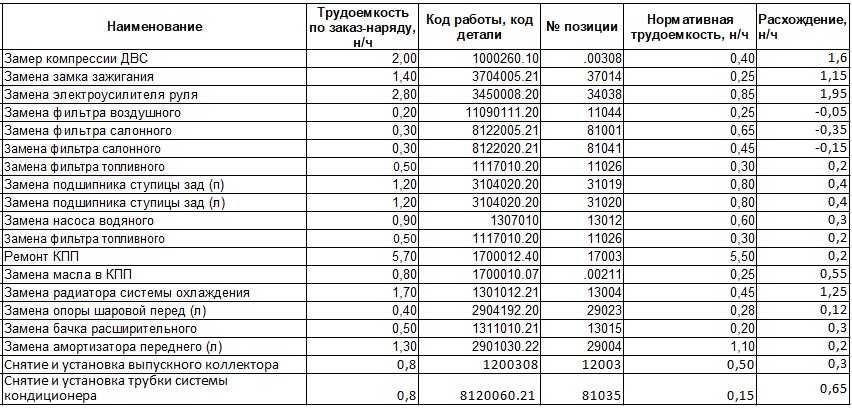 Наименование | Трудоемкость по заказ-наряду, н/ч | Код работы, код детали | № позиции | Нормативная трудоемкость, н/ч | Расхождение, н/ч
Замер компрессии ДВС | 2,00 | 1000260.10 | .00308 | 0,40 | 1,6
Замена замка зажигания | 1,40 | 3704005.21 | 37014 | 0,25 | 1,15
Замена электроусилителя руля | 2,80 | 3450008.20 | 34038 | 0,85 | 1,95
Замена фильтра воздушного | 0,20 | 11090111.20 | 11044 | 0,25 | -0,05
Замена фильтра салонного | 0,30 | 8122005.21 | 81001 | 0,65 | -0,35
Замена фильтра салонного | 0,30 | 8122020.21 | 81041 | 0,45 | -0,15
Замена фильтра топливного | 0,50 | 1117010.20 | 11026 | 0,30 | 0,2
Замена подшипника ступицы зад (п) | 1,20 | 3104020.20 | 31019 | 0,80 | 0,4
Замена подшипника ступицы зад (л) | 1,20 | 3104020.20 | 31020 | 0,80 | 0,4
Замена насоса водяного | 0,90 | 1307010 | 13012 | 0,60 | 0,3
Замена фильтра топливного | 0,50 | 1117010.20 | 11026 | 0,30 | 0,2
Ремонт КПП | 5,70 | 1700012.40 | 17003 | 5,50 | 0,2
Замена масла в КПП | 0,80 | 1700010.07 | .00211 | 0,25 | 0,55
Замена радиатора системы охлаждения | 1,70 | 1301012.21 | 13004 | 0,45 | 1,25
Замена опоры шаровой перед (л) | 0,40 | 2904192.20 | 29023 | 0,28 | 0,12
Замена бачка расширительного | 0,50 | 1311010.21 | 13015 | 0,20 | 0,3
Замена амортизатора переднего (л) | 1,30 | 2901030.22 | 29004 | 1,10 | 0,2
Снятие и установка выпускного коллектора | 0,8 | 1200308 | 12003 | 0,50 | 0,3
Снятие и установка трубки системы кондиционера | 0,8 | 8120060.21 | 81035 | 0,15 | 0,65